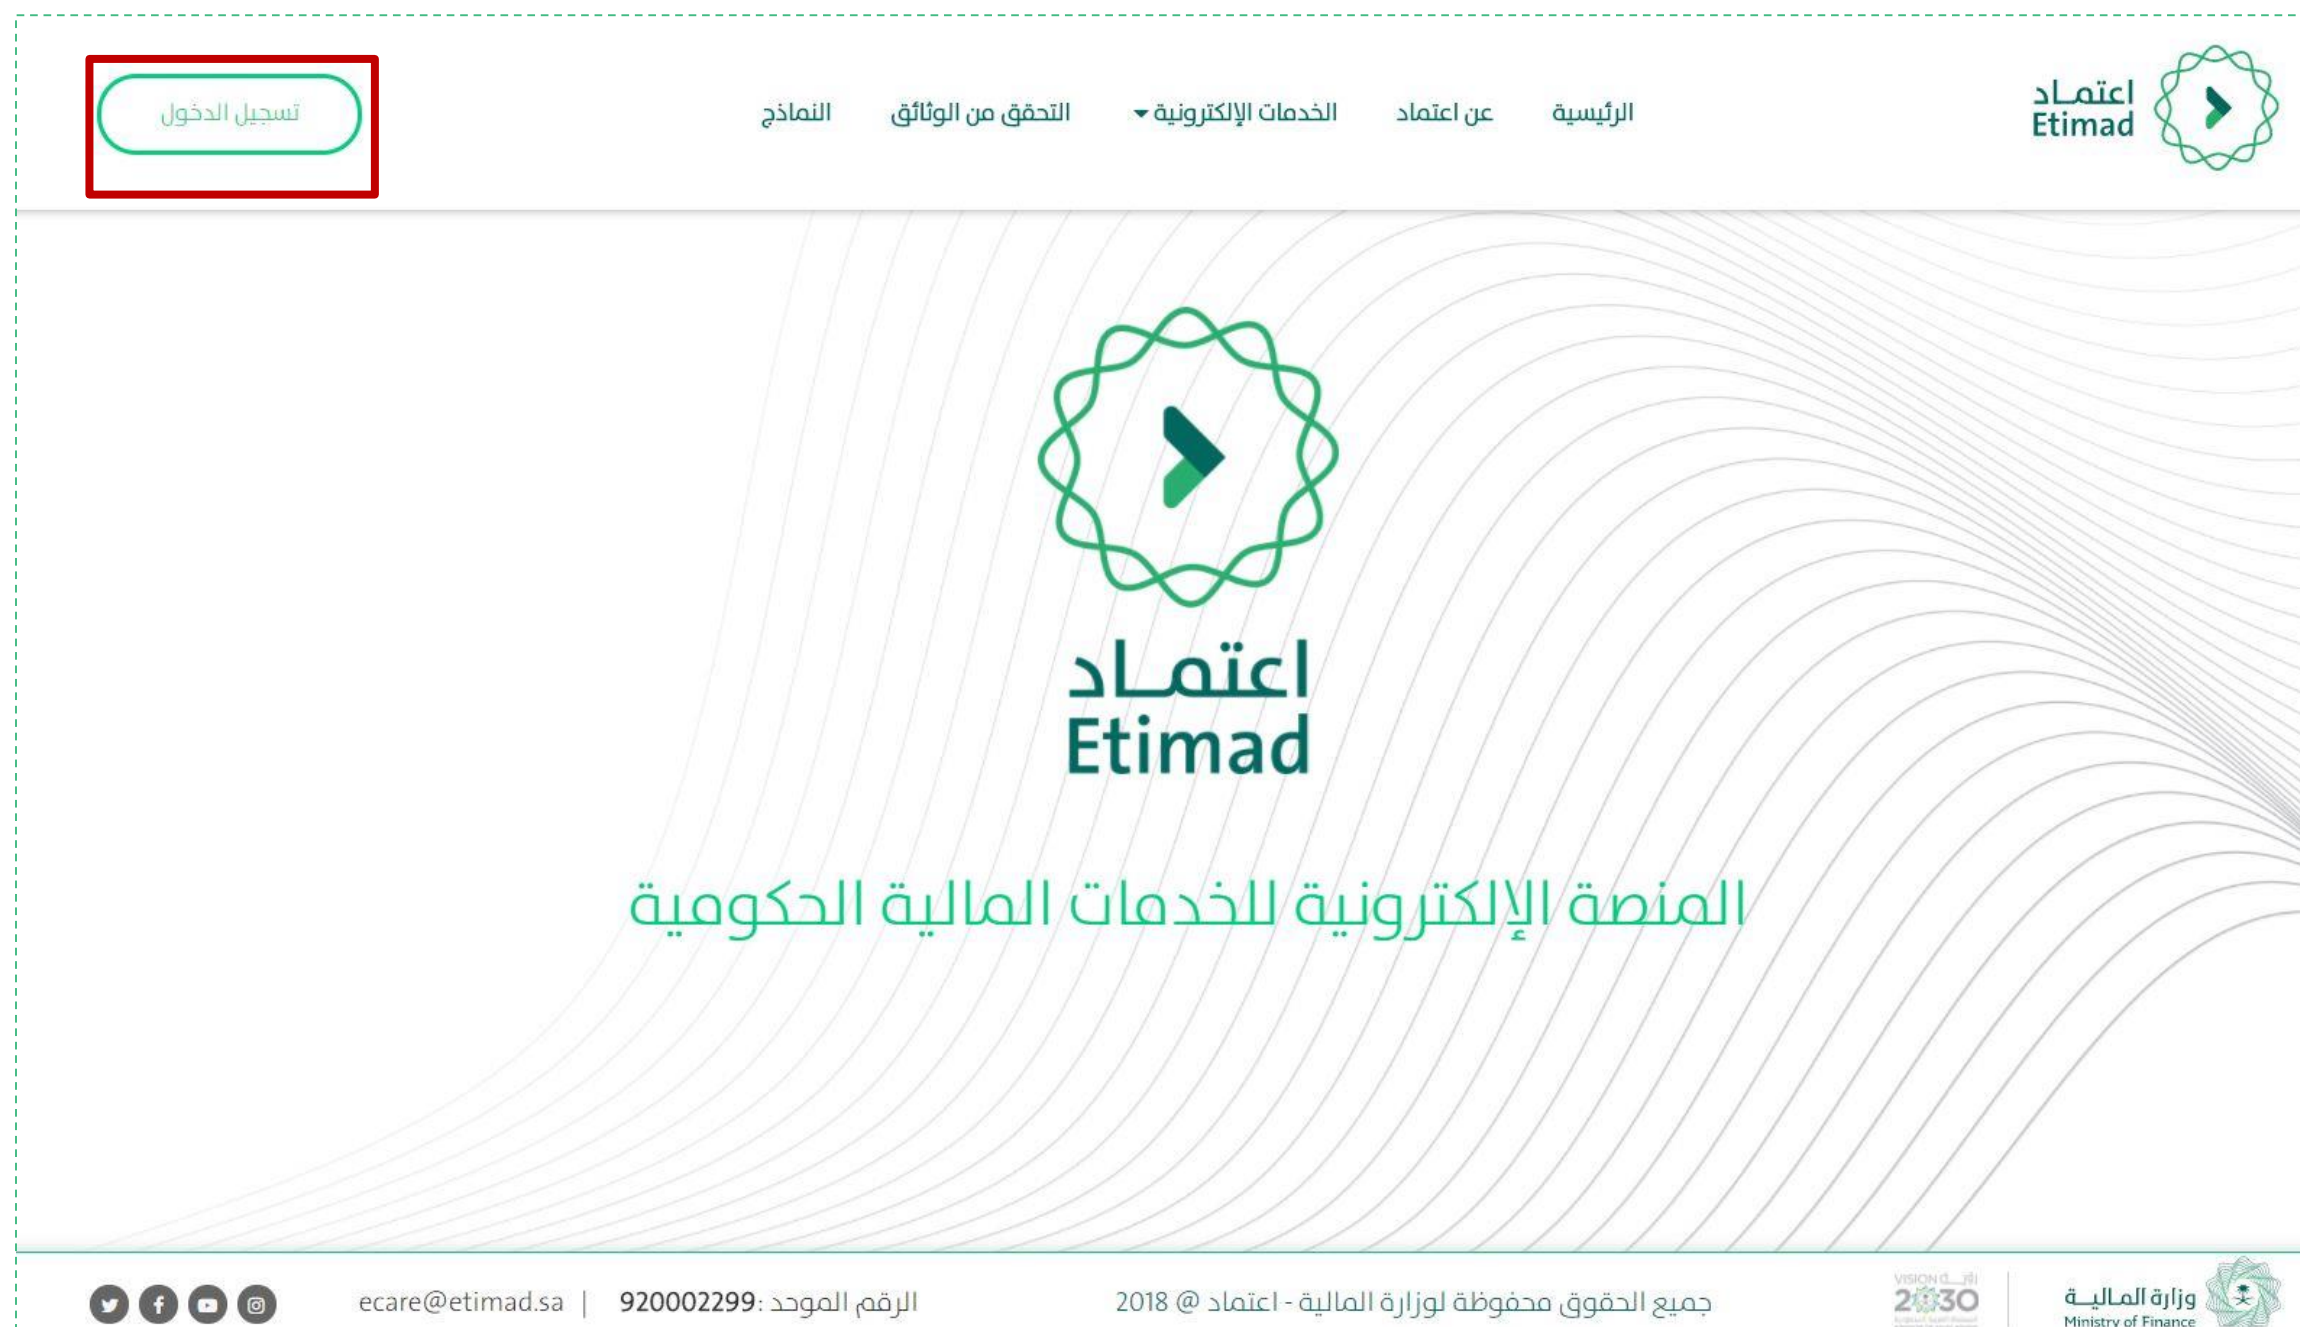 اعتماد
Etimad
الرئيسية
عن اعتماد
الخدمات الإلكترونية
التحقق من الوثائق
النماذج
تسجيل الدخول
اعتماد
Etimad
المنصة الإلكترونية للخدمات المالية الحكومية
وزارة المالية
Ministry of Finance
VISION رؤية
2030
جميع الحقوق محفوظة لوزارة المالية - اعتماد @ 2018
الرقم الموحد :920002299 | ecare@etimad.sa